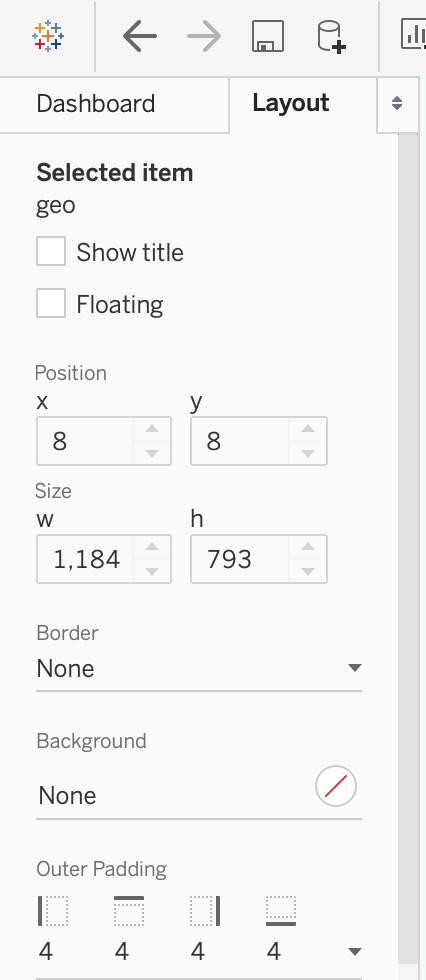 Dashboard Layout
Selected item
geo
Show title
Floating
Position
x y
8 8
Size
w h
1,184 793
Border
None
Background
None
Outer Padding
4 4 4 4